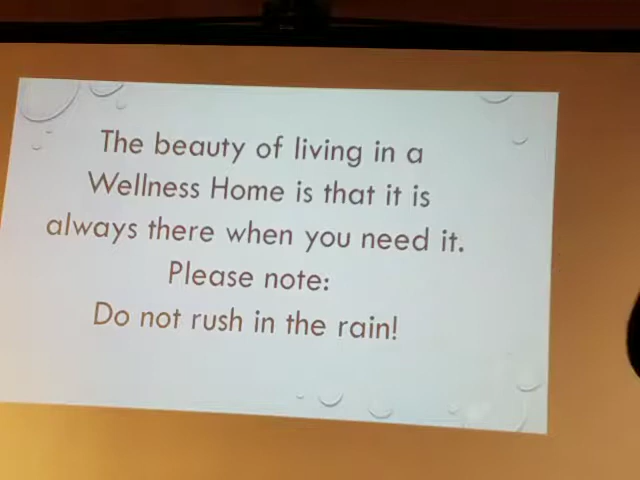 The beauty of living in a
Wellness Home is that it is
always there when you need it.
Please note:
Do not rush in the rain!